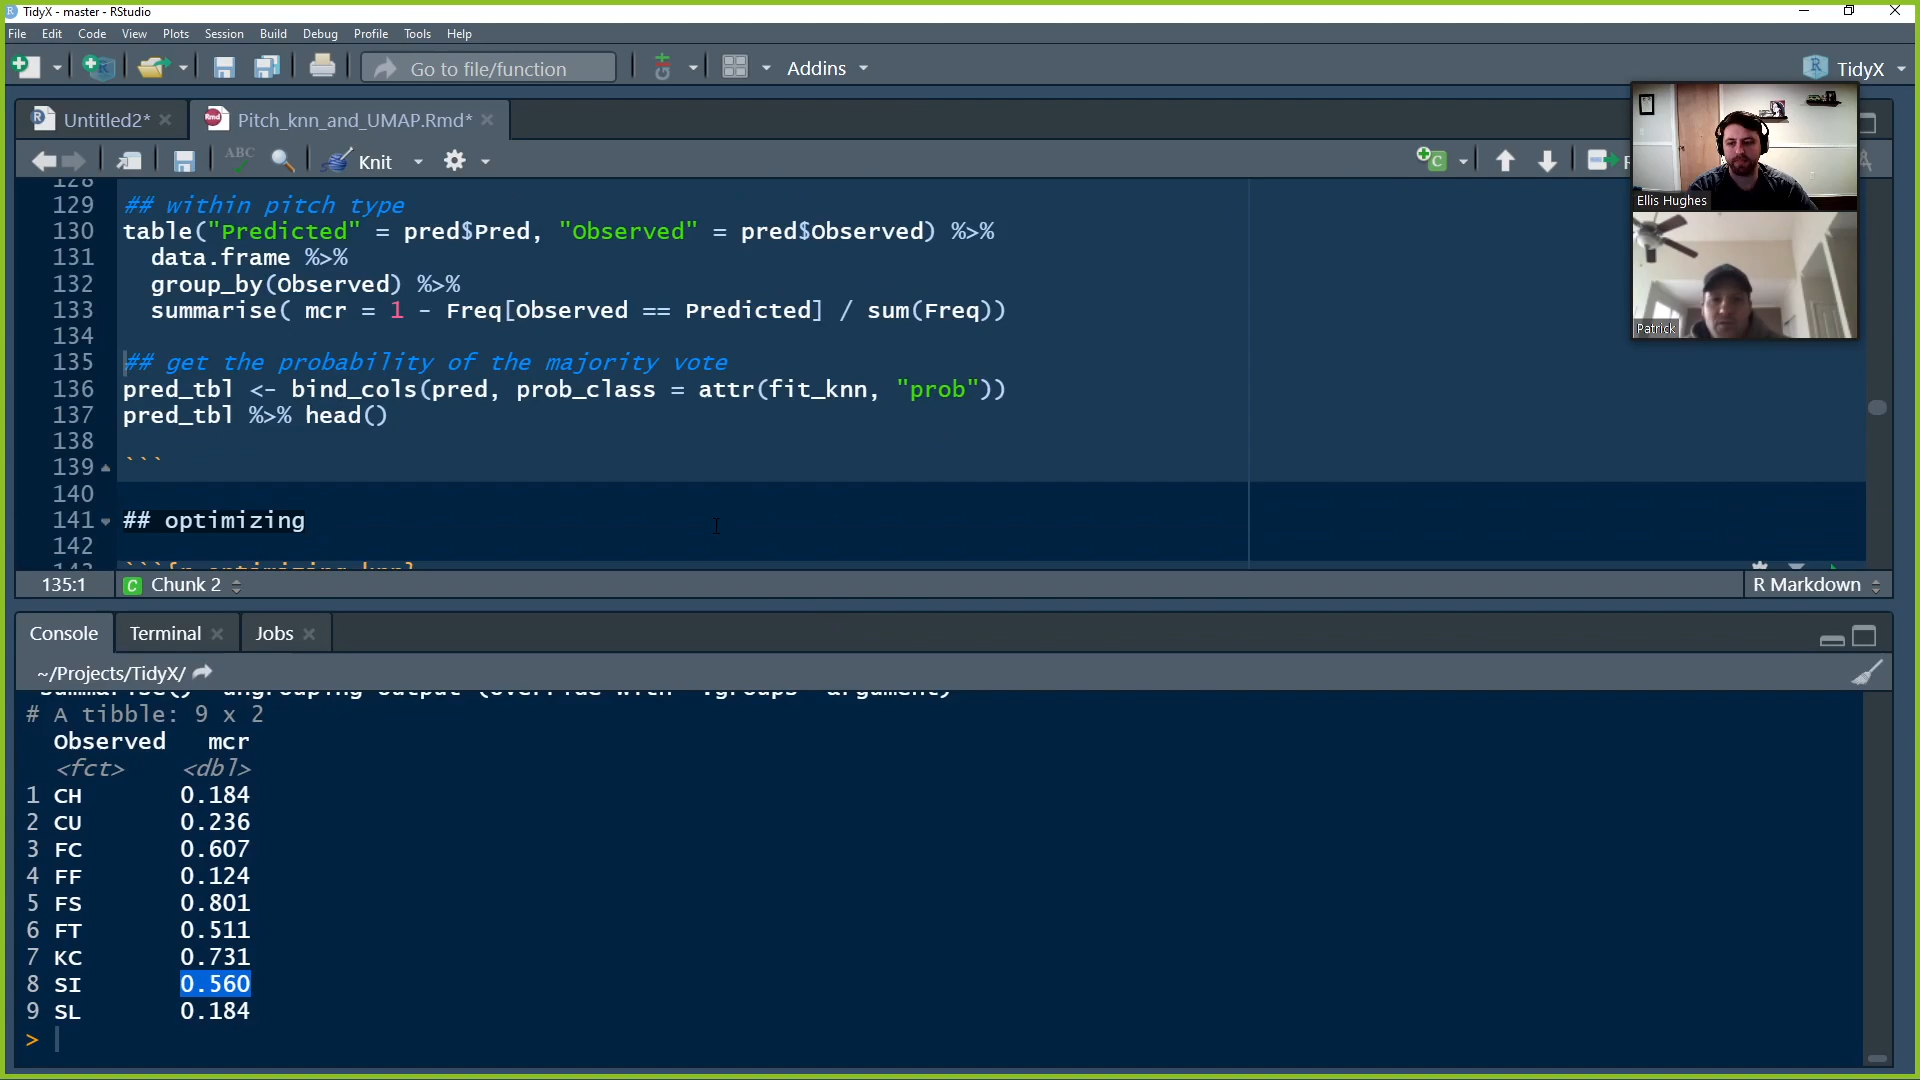 TidyX - master - RStudio
File Edit Code View Plots Session Build Debug Profile Tools Help
Go to file/function
Addins
TidyX
Untitled2*
Pitch_knn_and_UMAP.Rmd*
ABC
Knit
128
129 ## within pitch type
130 table("Predicted" = pred$Pred, "Observed" = pred$Observed) %>%
131 data.frame %>%
132 group_by(Observed) %>%
133 summarise( mcr = 1 - Freq[Observed == Predicted] / sum(Freq))
134
135 ## get the probability of the majority vote
136 pred_tbl <- bind_cols(pred, prob_class = attr(fit_knn, "prob"))
137 pred_tbl %>% head()
138
139 ```
140
141 ## optimizing
142
143 ```{r optimizing_knn}
135:1 Chunk 2 R Markdown
Ellis Hughes
Patrick
Console Terminal Jobs
~/Projects/TidyX/
`summarise()` ungrouping output (override with `.groups` argument)
# A tibble: 9 x 2
Observed mcr
<fct> <dbl>
1 CH 0.184
2 CU 0.236
3 FC 0.607
4 FF 0.124
5 FS 0.801
6 FT 0.511
7 KC 0.731
8 SI 0.560
9 SL 0.184
>